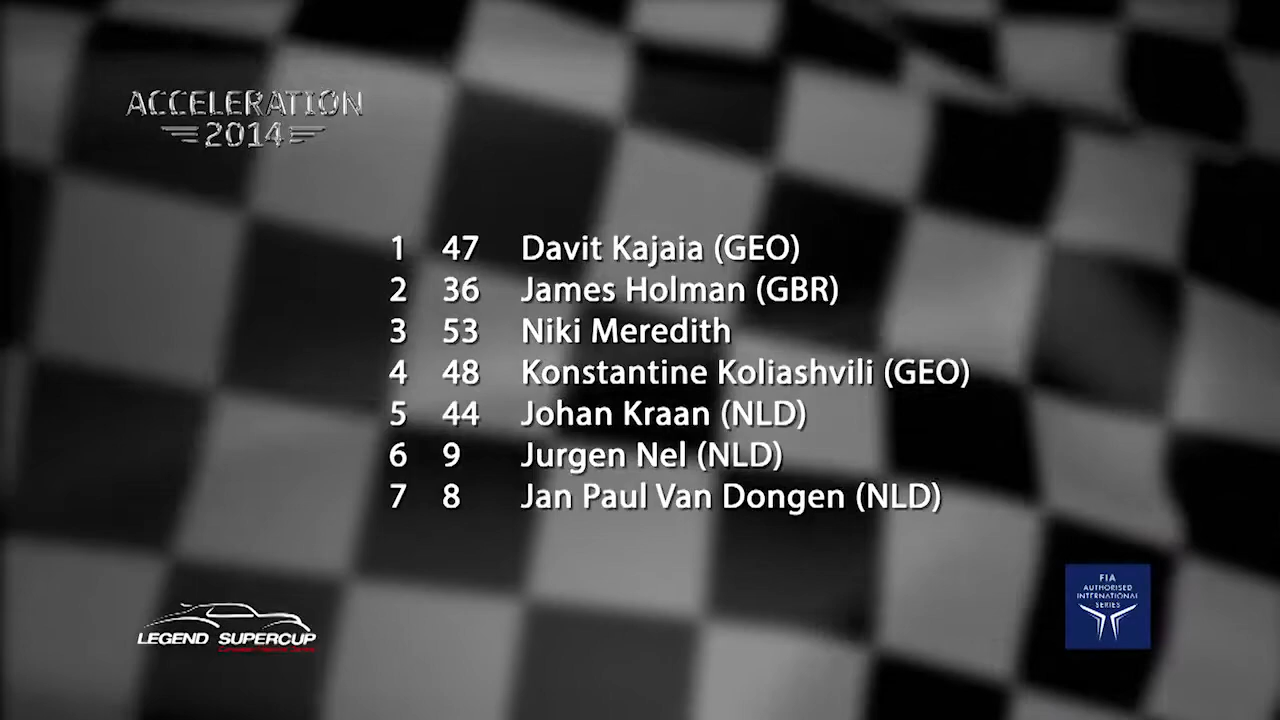 ACCELERATION
2014
1 47 Davit Kajaia (GEO)
2 36 James Holman (GBR)
3 53 Niki Meredith
4 48 Konstantine Koliashvili (GEO)
5 44 Johan Kraan (NLD)
6 9 Jurgen Nel (NLD)
7 8 Jan Paul Van Dongen (NLD)
LEGEND SUPERCUP
FIA
AUTHORISED
INTERNATIONAL
SERIES